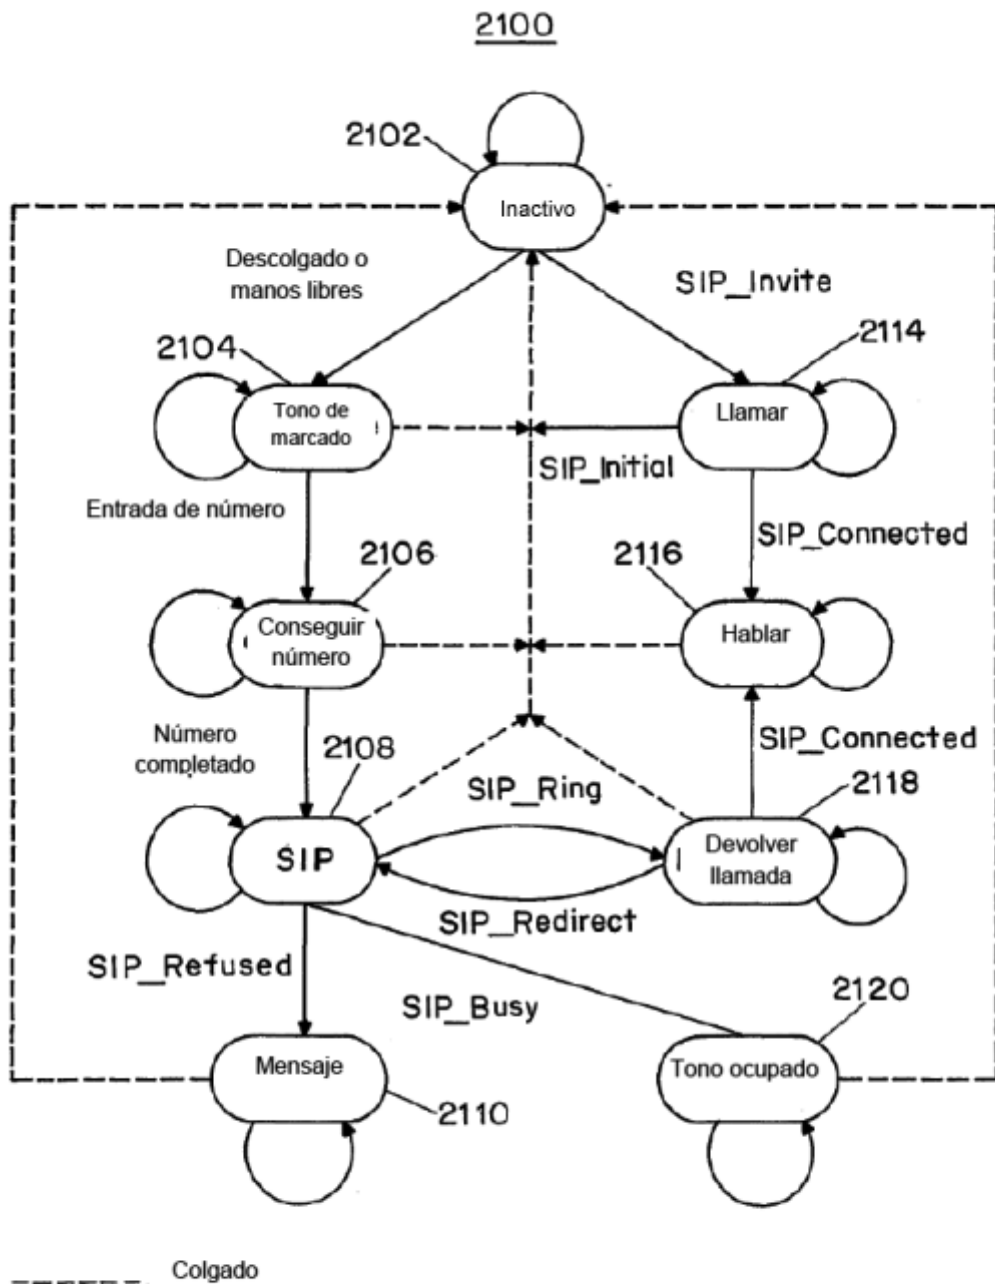 2100
2102
Inactivo
Descolgado o
manos libres
SIP_Invite
2104
2114
Tono de
marcado
Llamar
SIP_Initial
Entrada de número
SIP_Connected
2106
2116
Conseguir
número
Hablar
Número
completado
SIP_Connected
2108
SIP_Ring
2118
SIP
Devolver
llamada
SIP_Redirect
SIP_Refused
SIP_Busy
2120
Mensaje
Tono ocupado
2110
Colgado